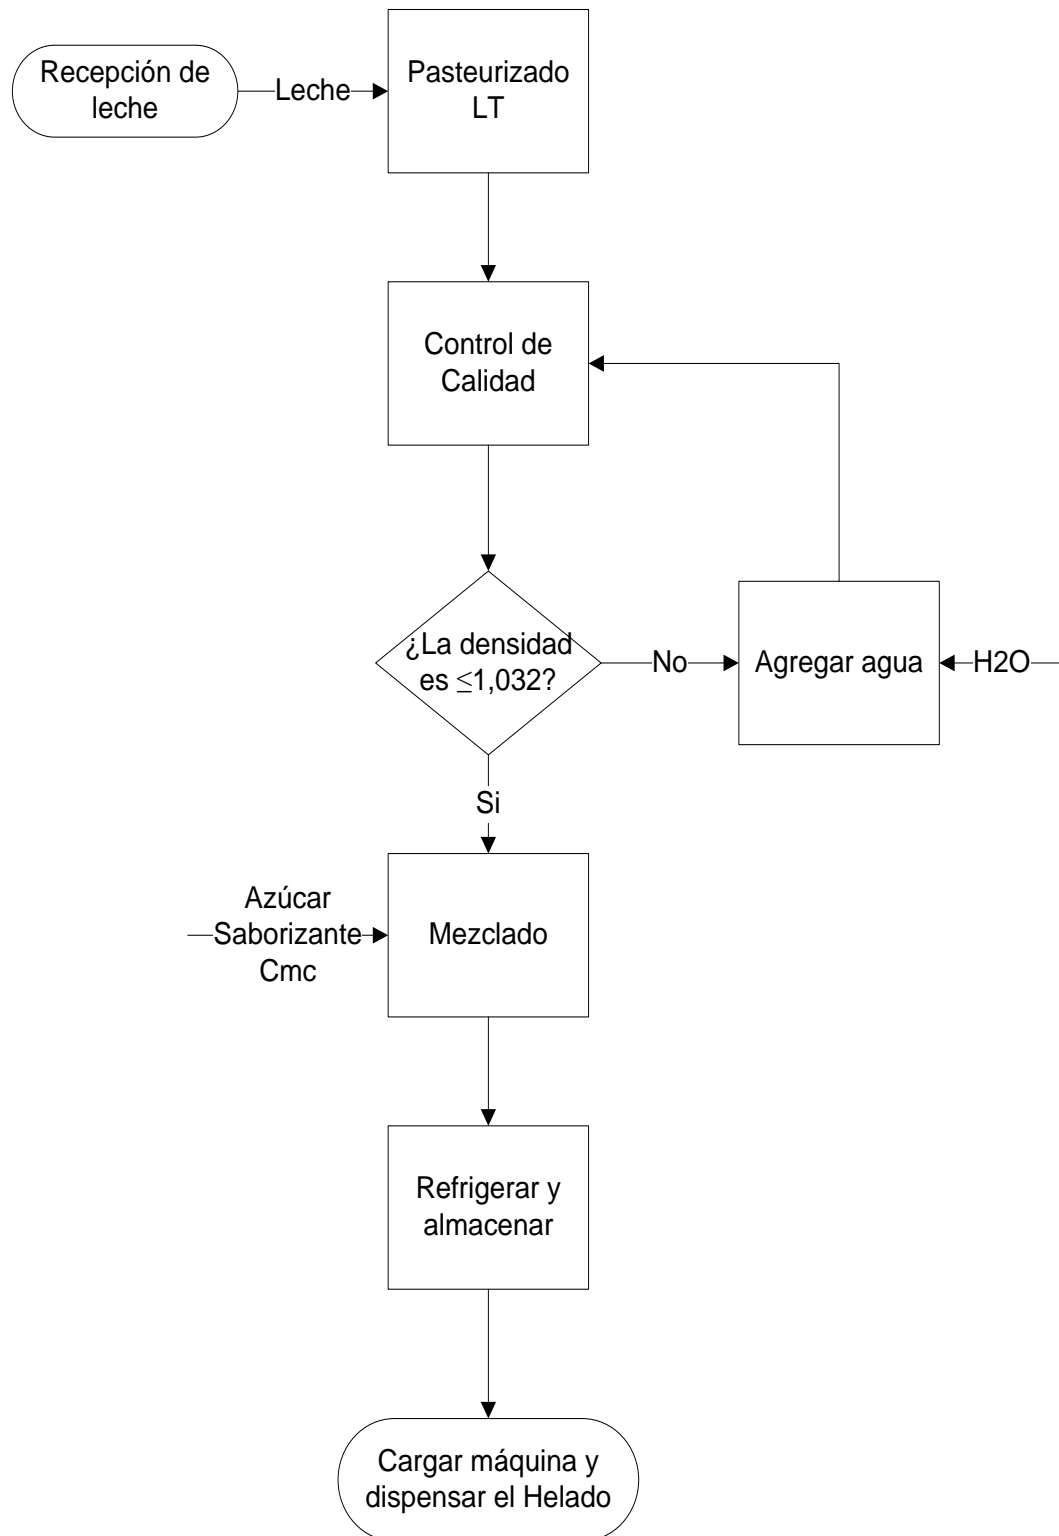 Recepción de
leche
Leche
Pasteurizado
LT
Control de
Calidad
¿La densidad
es ≤1,032?
No
Agregar agua
H2O
Si
Azúcar
Saborizante
Cmc
Mezclado
Refrigerar y
almacenar
Cargar máquina y
dispensar el Helado